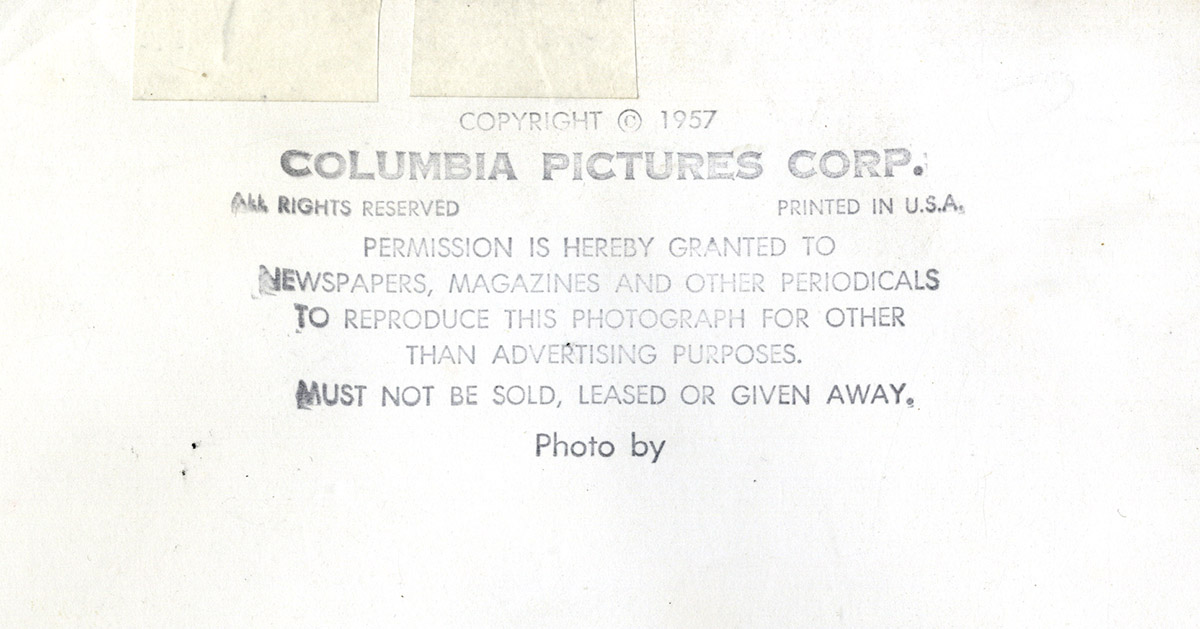 COPYRIGHT © 1957
COLUMBIA PICTURES CORP.
ALL RIGHTS RESERVED PRINTED IN U.S.A.
PERMISSION IS HEREBY GRANTED TO
NEWSPAPERS, MAGAZINES AND OTHER PERIODICALS
TO REPRODUCE THIS PHOTOGRAPH FOR OTHER
THAN ADVERTISING PURPOSES.
MUST NOT BE SOLD, LEASED OR GIVEN AWAY.
Photo by